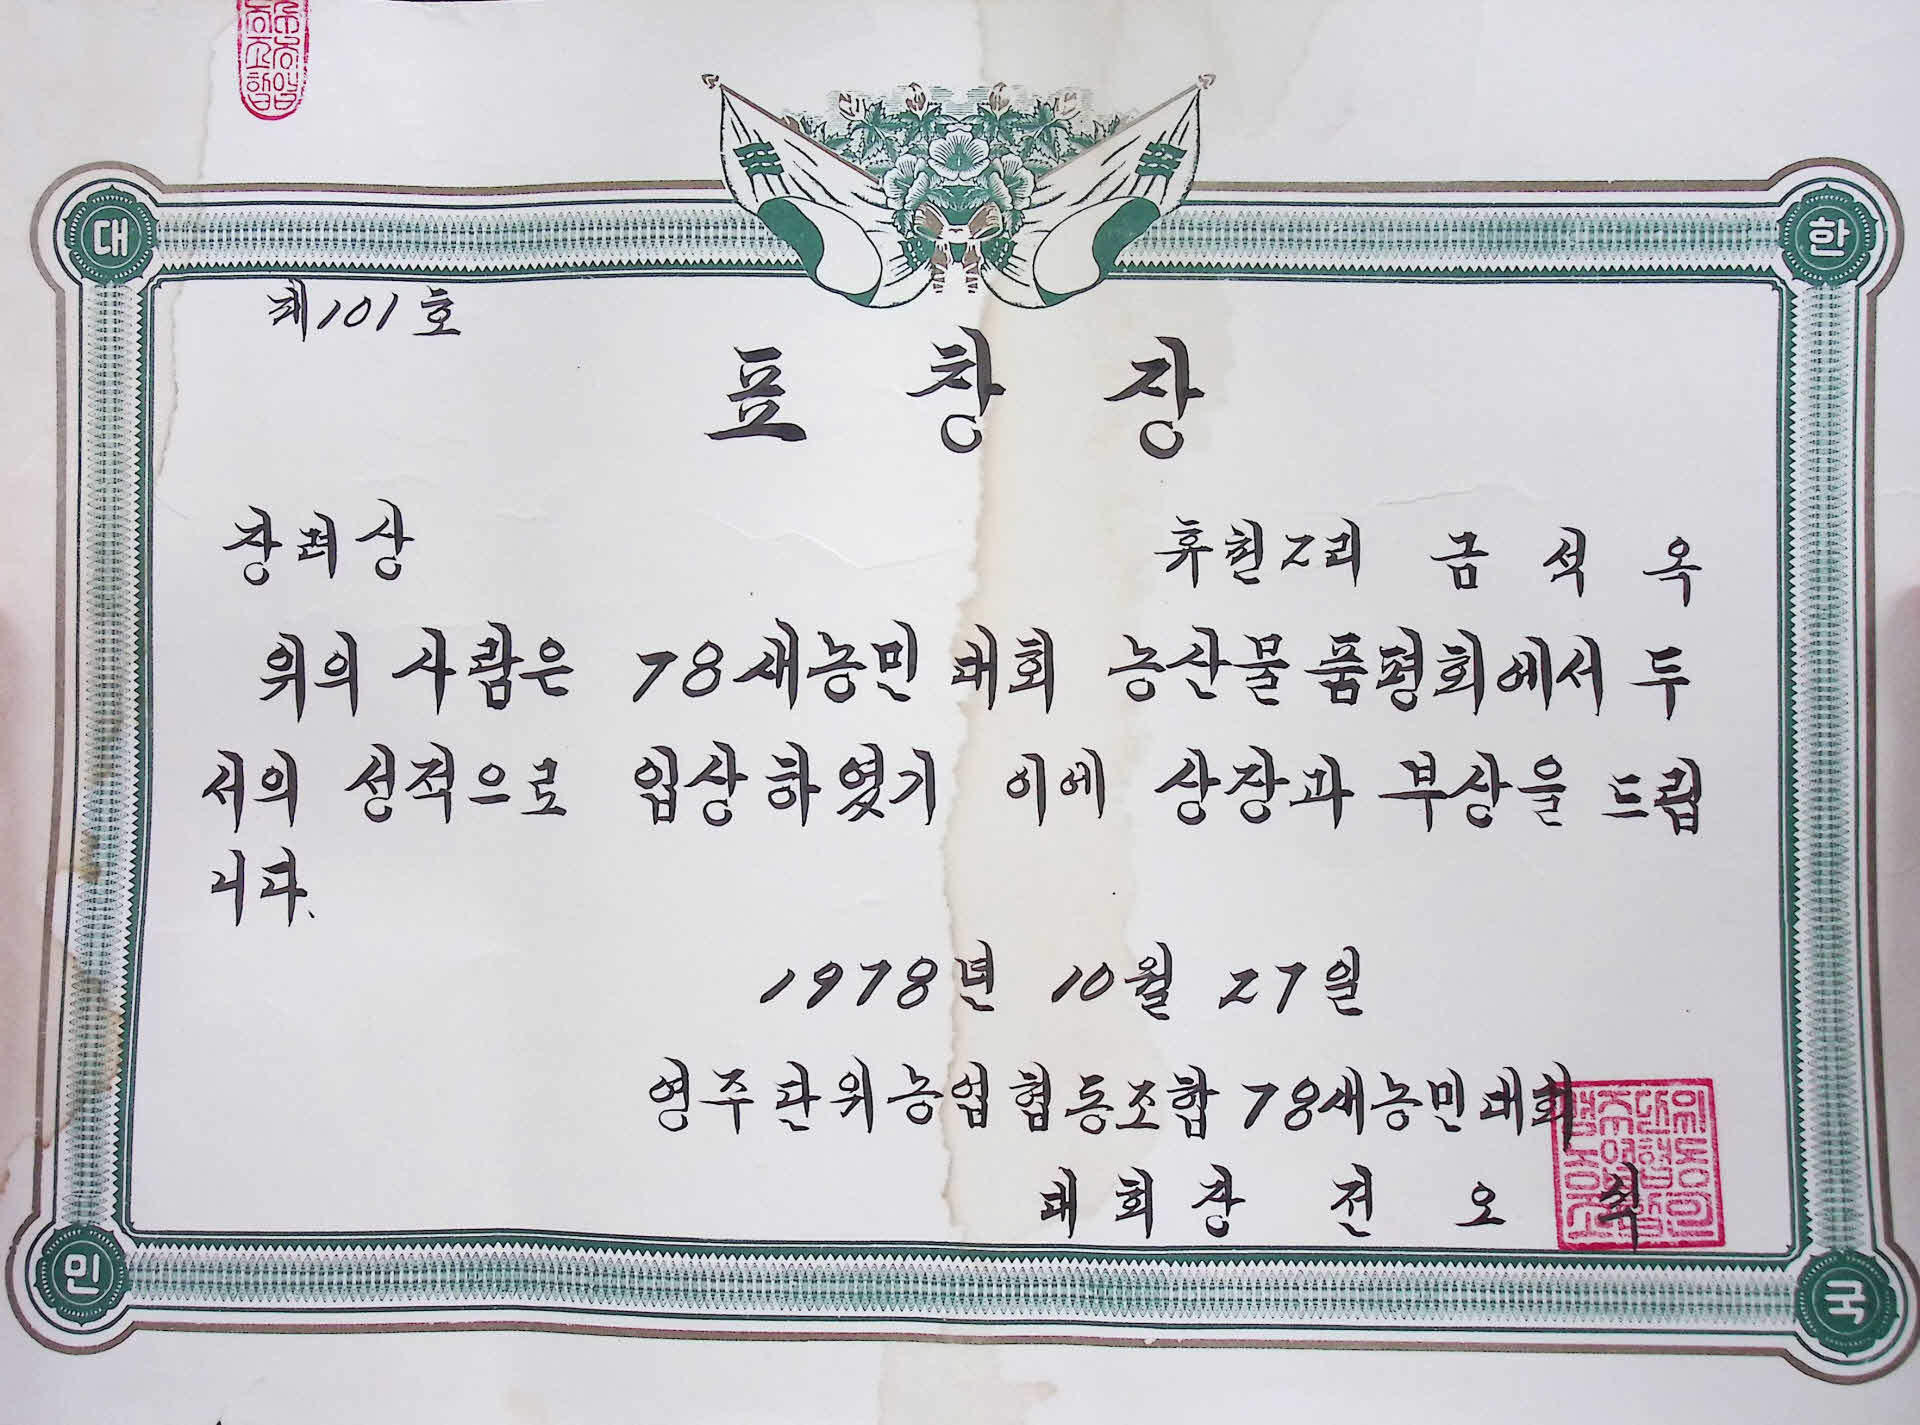 대 한
제101호
표 창 장
장려상 휴천2리 금 석 옥
위의 사람은 78새농민대회 농산물품평회에서 두
서의 성적으로 입상하였기 이에 상장과 부상을 드립
니다.
1978년 10월 27일
영주단위농업협동조합 78새농민대회
대회장 전 오 식
민 국